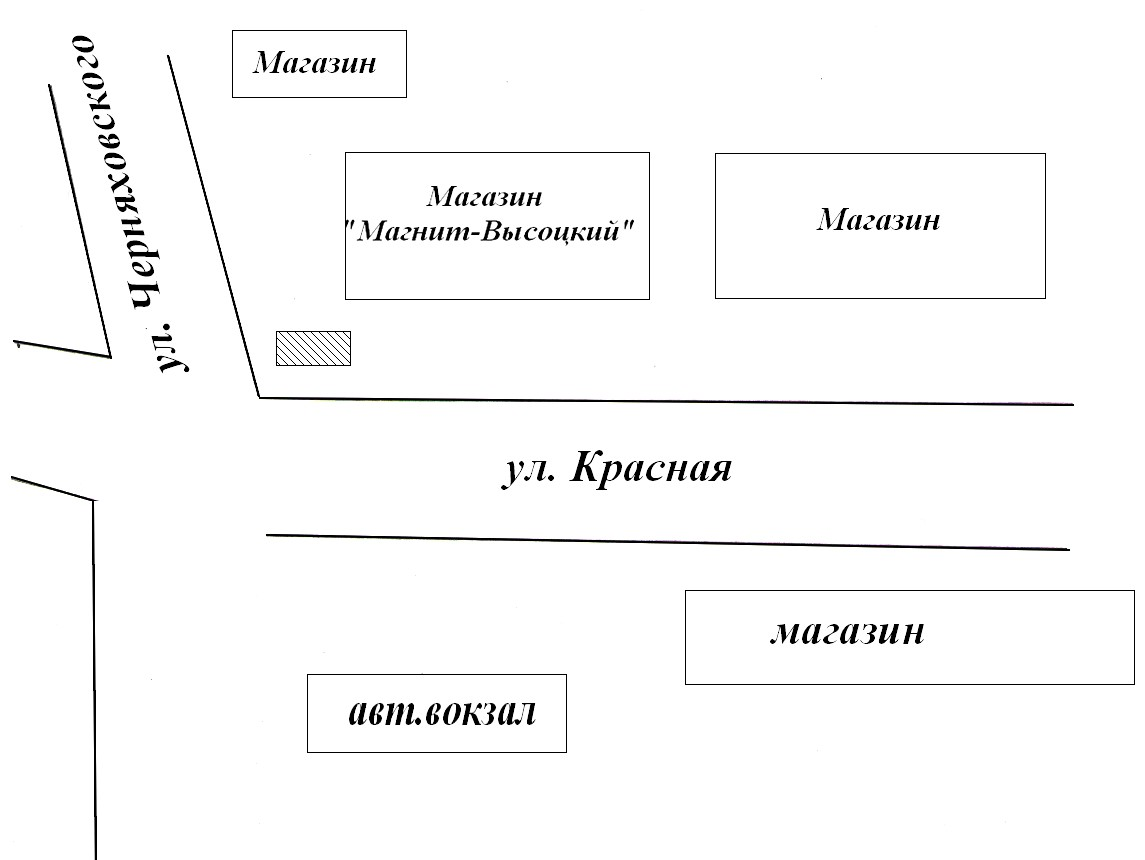 ул. Черняховского
Магазин
Магазин
"Магнит-Высоцкий"
Магазин
ул. Красная
магазин
авт.вокзал